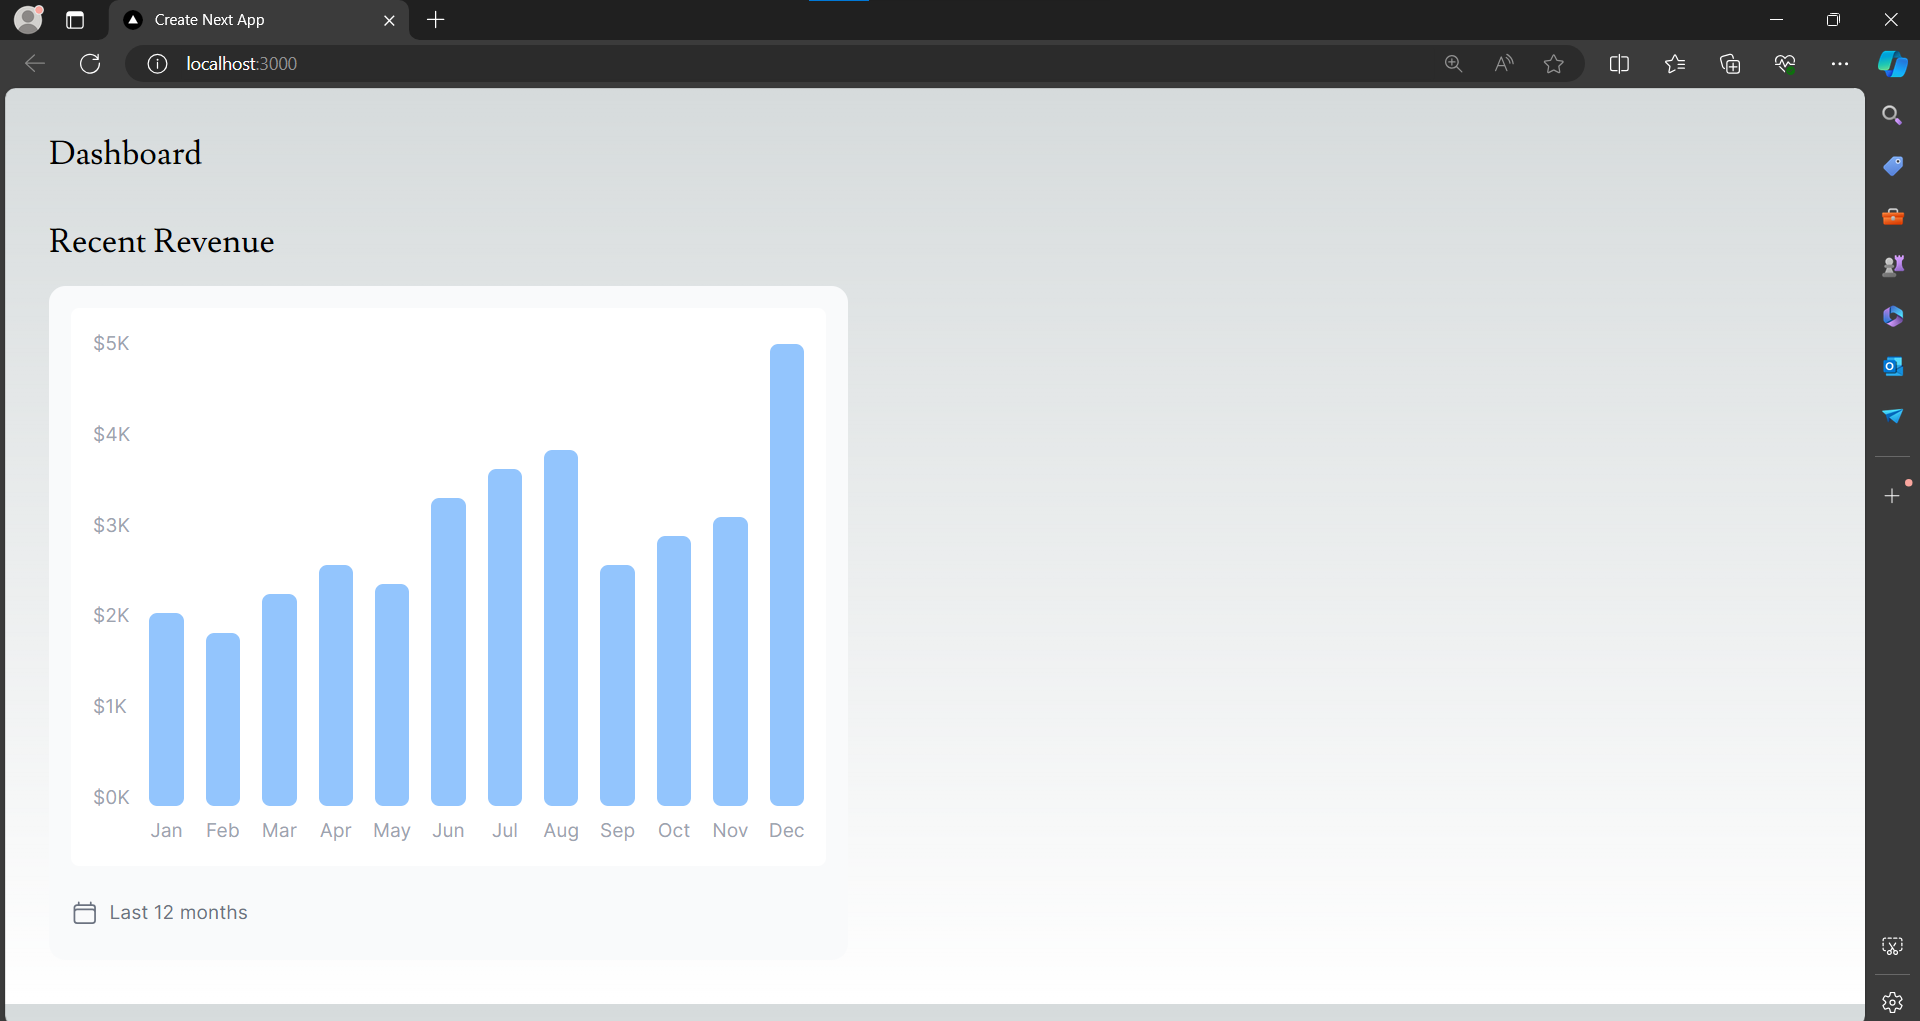 Create Next App
localhost:3000
Dashboard
Recent Revenue
$5K
$4K
$3K
$2K
$1K
$0K
Jan Feb Mar Apr May Jun Jul Aug Sep Oct Nov Dec
Last 12 months